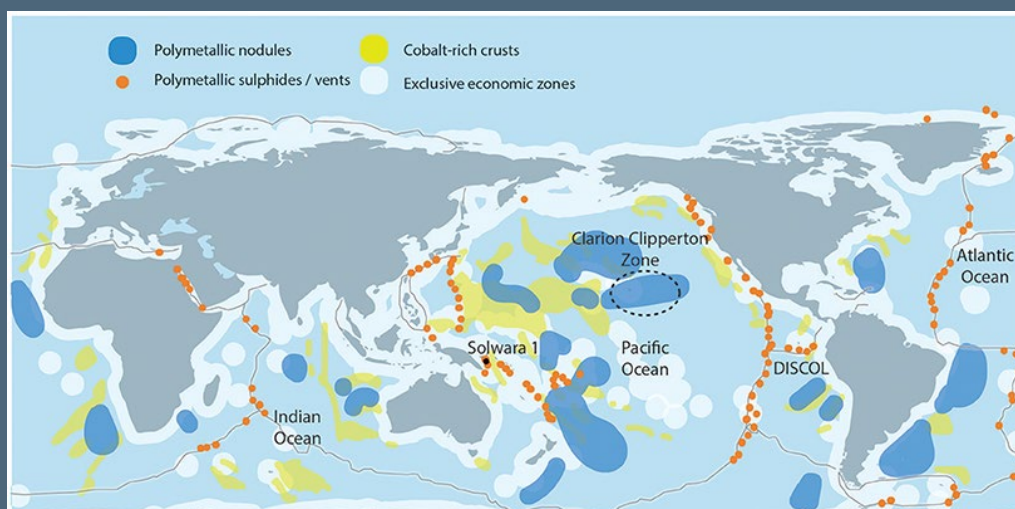 Polymetallic nodules
Cobalt-rich crusts
Polymetallic sulphides / vents
Exclusive economic zones
Clarion Clipperton
Zone
Atlantic
Ocean
Solwara 1
Pacific
Ocean
DISCOL
Indian
Ocean